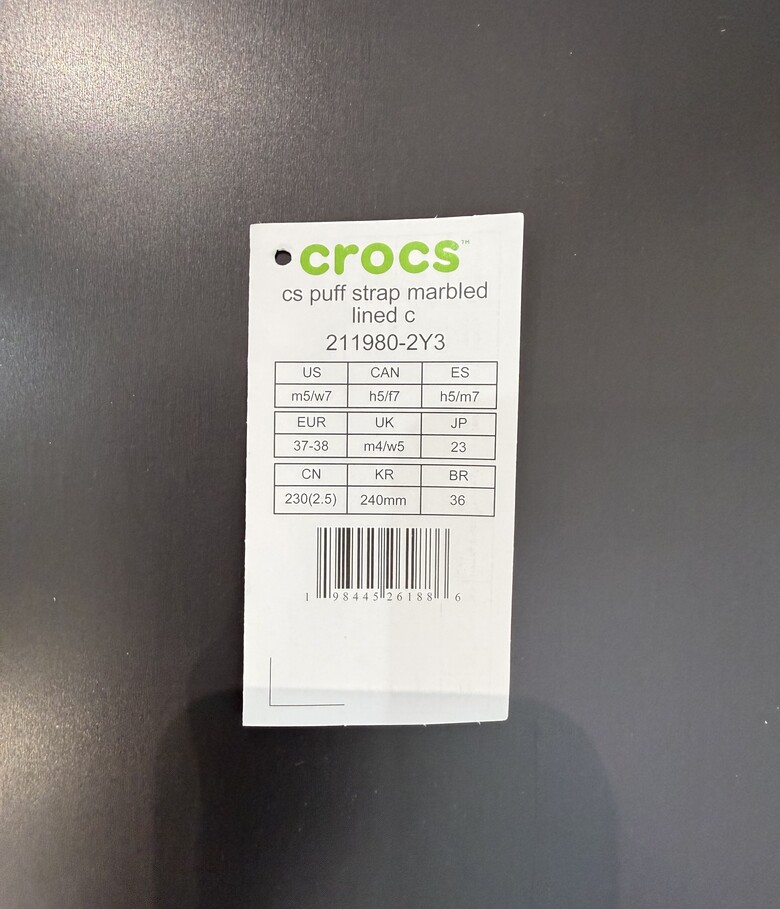 crocs™
cs puff strap marbled
lined c
211980-2Y3
US CAN ES
m5/w7 h5/f7 h5/m7
EUR UK JP
37-38 m4/w5 23
CN KR BR
230(2.5) 240mm 36
1 98445 26188 6